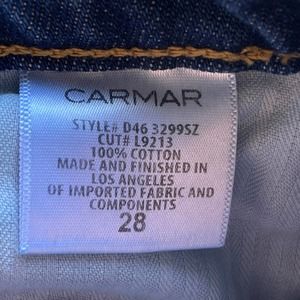 CARMAR
STYLE# D46 3299SZ
CUT# L9213
100% COTTON
MADE AND FINISHED IN
LOS ANGELES
OF IMPORTED FABRIC AND
COMPONENTS
28